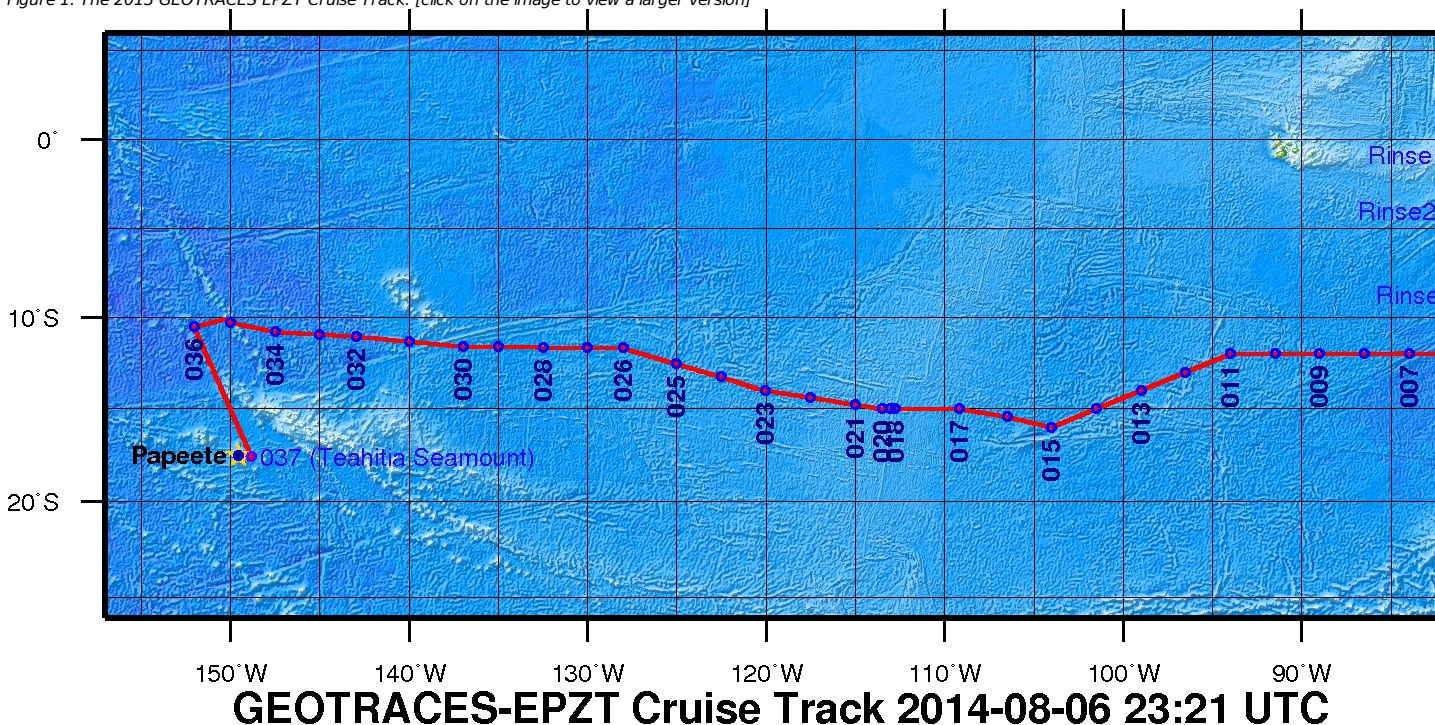 Figure 1. The 2013 GEOTRACES EPZT Cruise Track. [click on the image to view a larger version]
0°
Rinse
Rinse2
Rinse
10°S
036
034
032
030
028
026
025
023
021
020
018
017
015
013
011
009
007
Papeete
037 (Teahitia Seamount)
20°S
150°W
140°W
130°W
120°W
110°W
100°W
90°W
GEOTRACES-EPZT Cruise Track 2014-08-06 23:21 UTC